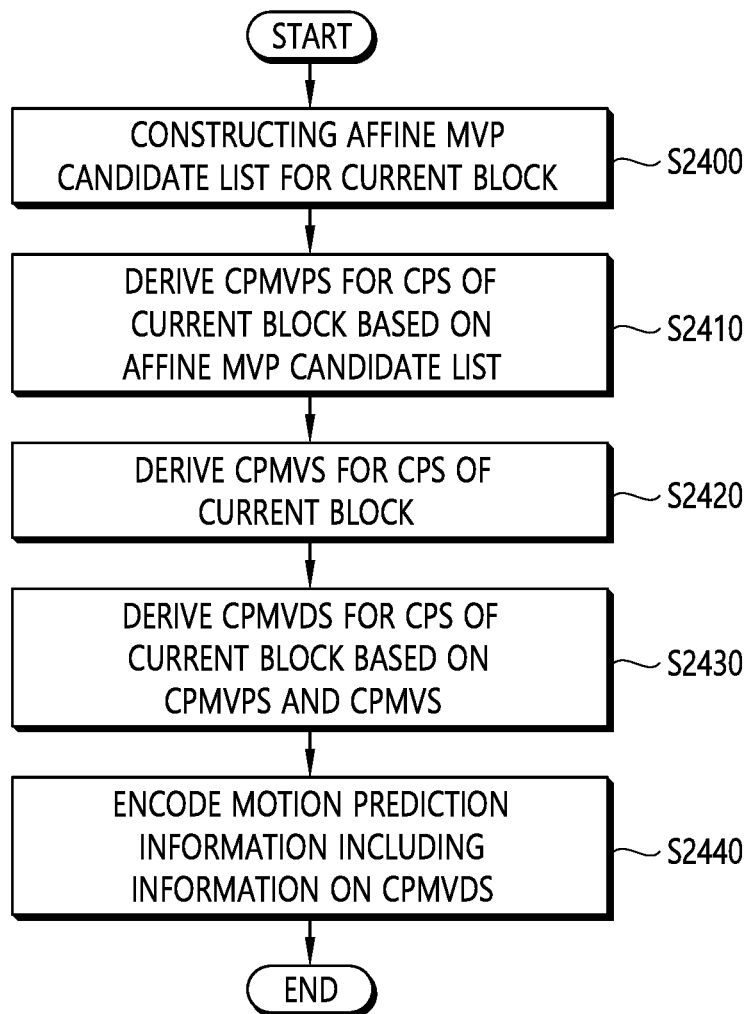 START
CONSTRUCTING AFFINE MVP
CANDIDATE LIST FOR CURRENT BLOCK
S2400
DERIVE CPMVPS FOR CPS OF
CURRENT BLOCK BASED ON
AFFINE MVP CANDIDATE LIST
S2410
DERIVE CPMVS FOR CPS OF
CURRENT BLOCK
S2420
DERIVE CPMVDS FOR CPS OF
CURRENT BLOCK BASED ON
CPMVPS AND CPMVS
S2430
ENCODE MOTION PREDICTION
INFORMATION INCLUDING
INFORMATION ON CPMVDS
S2440
END